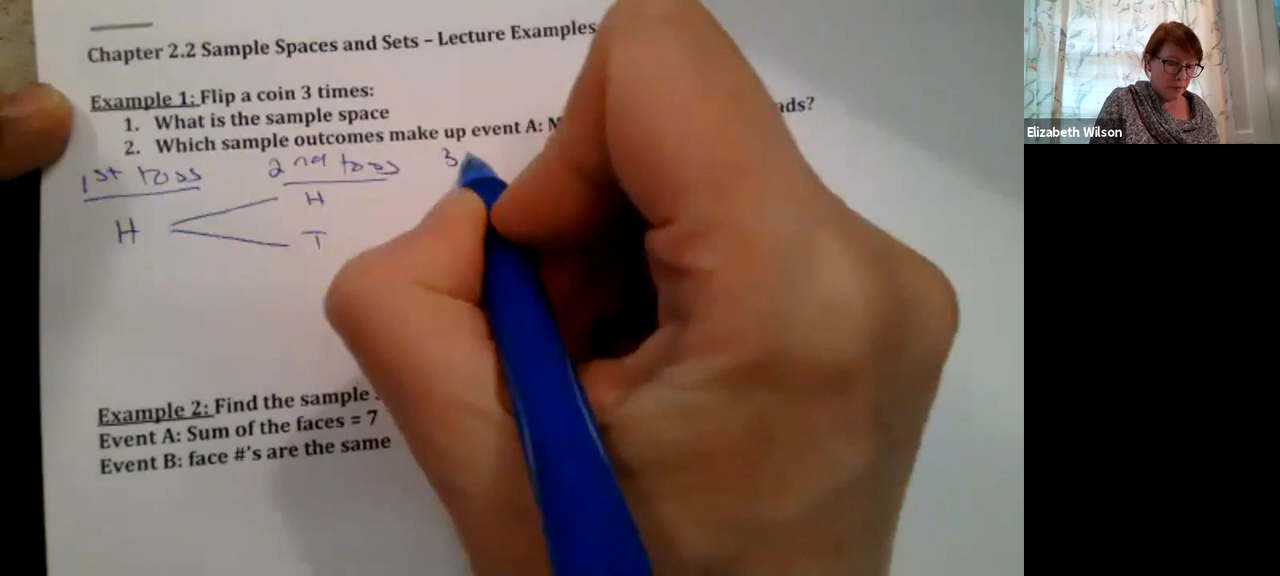 Chapter 2.2 Sample Spaces and Sets – Lecture Examples
Example 1: Flip a coin 3 times:
1. What is the sample space
2. Which sample outcomes make up event A: M
ds?
1st toss 2nd toss 3
H
H
T
Example 2: Find the sample
Event A: Sum of the faces = 7
Event B: face #'s are the same
Elizabeth Wilson